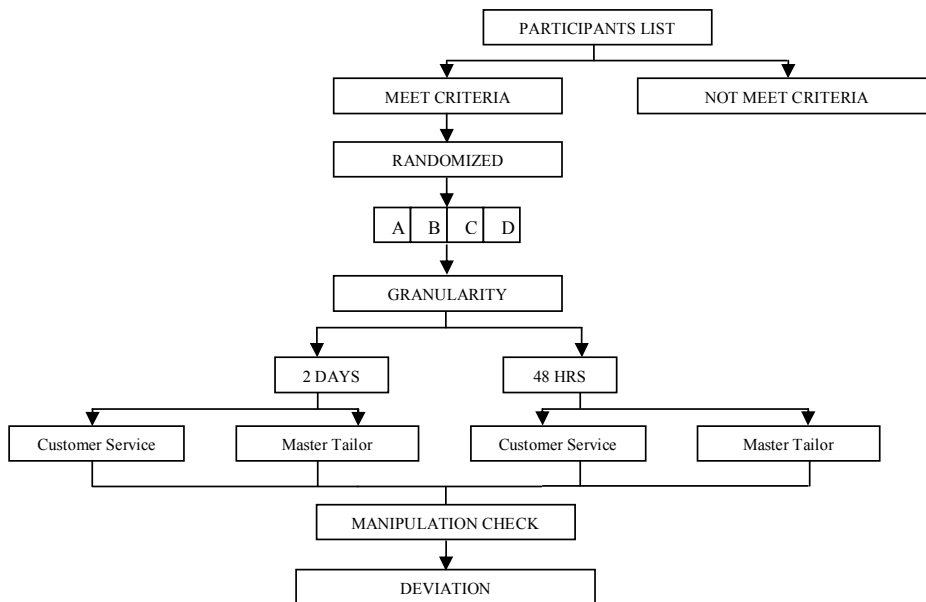 PARTICIPANTS LIST
MEET CRITERIA
NOT MEET CRITERIA
RANDOMIZED
A B C D
GRANULARITY
2 DAYS
48 HRS
Customer Service
Master Tailor
Customer Service
Master Tailor
MANIPULATION CHECK
DEVIATION